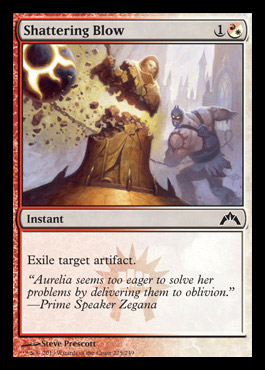 Shattering Blow 1
Instant
Exile target artifact.
“Aurelia seems too eager to solve her
problems by delivering them to oblivion.”
—Prime Speaker Zegana
Steve Prescott